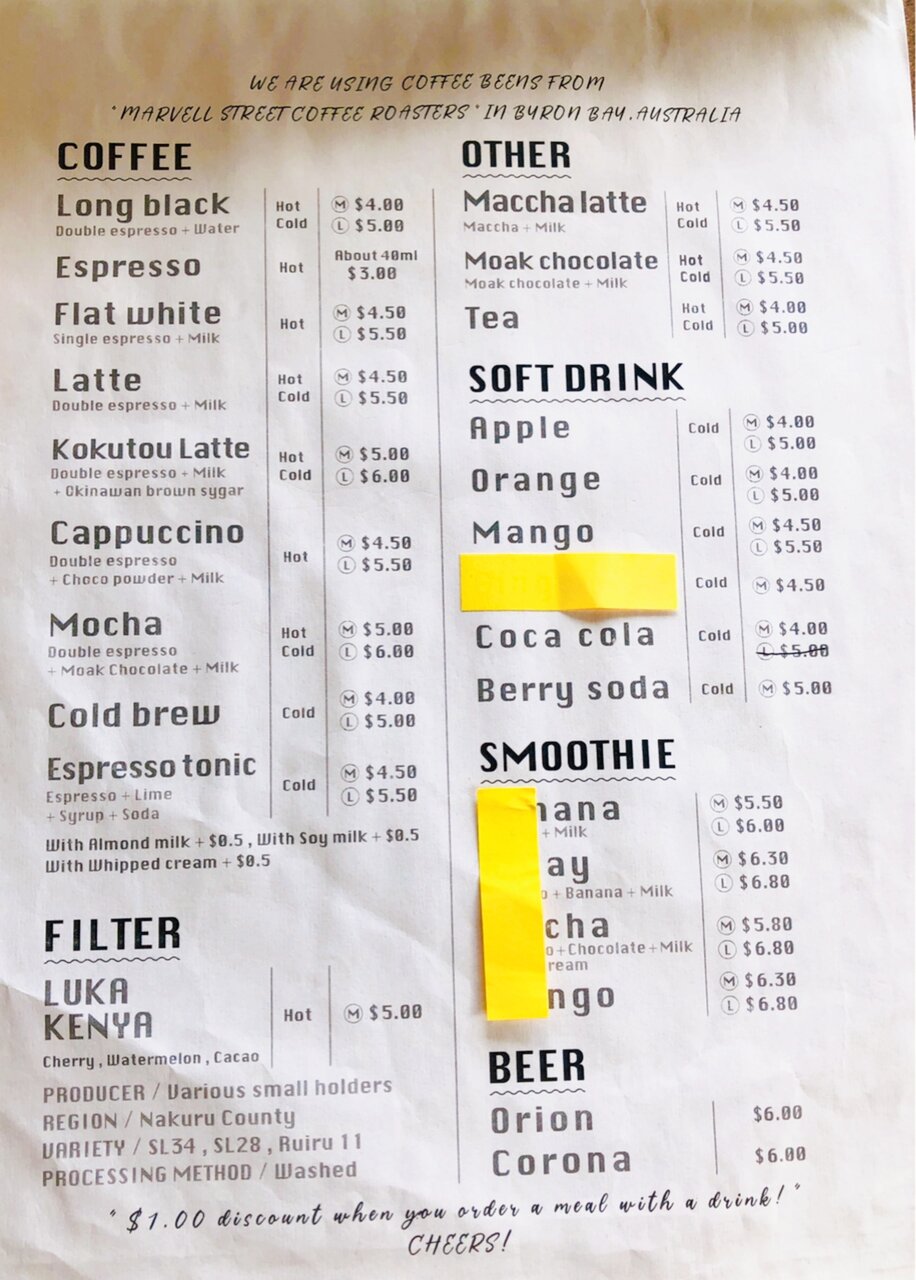 WE ARE USING COFFEE BEENS FROM
"MARVELL STREET COFFEE ROASTERS" IN BYRON BAY, AUSTRALIA
COFFEE
Long black Hot Ⓜ $4.00
Double espresso + Water Cold Ⓛ $5.00
Espresso Hot About 40ml
$3.00
Flat white Hot Ⓜ $4.50
Single espresso + Milk Ⓛ $5.50
Latte Hot Ⓜ $4.50
Double espresso + Milk Cold Ⓛ $5.50
Kokutou Latte Hot Ⓜ $5.00
Double espresso + Milk Cold Ⓛ $6.00
+ Okinawan brown sygar
Cappuccino Hot Ⓜ $4.50
Double espresso Ⓛ $5.50
+ Choco powder + Milk
Mocha Hot Ⓜ $5.00
Double espresso Cold Ⓛ $6.00
+ Moak Chocolate + Milk
Cold brew Cold Ⓜ $4.00
Ⓛ $5.00
Espresso tonic Cold Ⓜ $4.50
Espresso + Lime Ⓛ $5.50
+ Syrup + Soda
With Almond milk + $0.5 , With Soy milk + $0.5
With Whipped cream + $0.5
FILTER
LUKA
KENYA Hot Ⓜ $5.00
Cherry , Watermelon , Cacao
PRODUCER / Various small holders
REGION / Nakuru County
VARIETY / SL34 , SL28 , Ruiru 11
PROCESSING METHOD / Washed
OTHER
Maccha latte Hot Ⓜ $4.50
Maccha + Milk Cold Ⓛ $5.50
Moak chocolate Hot Ⓜ $4.50
Moak chocolate + Milk Cold Ⓛ $5.50
Tea Hot Ⓜ $4.00
Cold Ⓛ $5.00
SOFT DRINK
Apple Cold Ⓜ $4.00
Ⓛ $5.00
Orange Cold Ⓜ $4.00
Ⓛ $5.00
Mango Cold Ⓜ $4.50
Ⓛ $5.50
Cold Ⓜ $4.50
Coca cola Cold Ⓜ $4.00
Ⓛ $5.00
Berry soda Cold Ⓜ $5.00
SMOOTHIE
nana Ⓜ $5.50
+ Milk Ⓛ $6.00
ay Ⓜ $6.30
o + Banana + Milk Ⓛ $6.80
cha Ⓜ $5.80
o + Chocolate + Milk Ⓛ $6.80
ream
ngo Ⓜ $6.30
Ⓛ $6.80
BEER
Orion $6.00
Corona $6.00
" $1.00 discount when you order a meal with a drink! "
CHEERS!